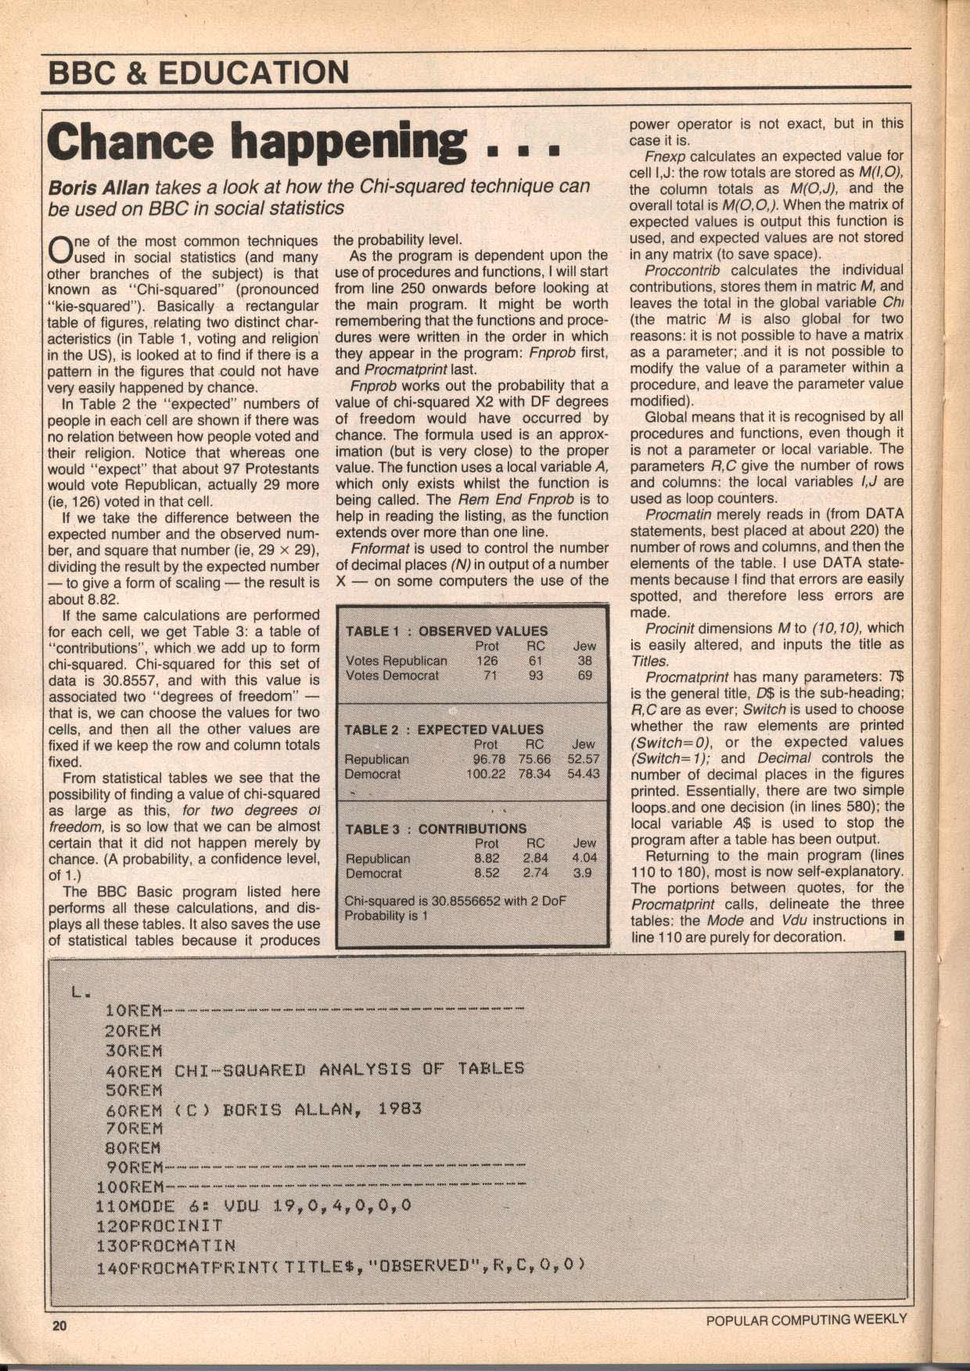 BBC & EDUCATION
Chance happening . . .
Boris Allan takes a look at how the Chi-squared technique can
be used on BBC in social statistics
One of the most common techniques
used in social statistics (and many
other branches of the subject) is that
known as "Chi-squared" (pronounced
"kie-squared"). Basically a rectangular
table of figures, relating two distinct char-
acteristics (in Table 1, voting and religion
in the US), is looked at to find if there is a
pattern in the figures that could not have
very easily happened by chance.
In Table 2 the "expected" numbers of
people in each cell are shown if there was
no relation between how people voted and
their religion. Notice that whereas one
would "expect" that about 97 Protestants
would vote Republican, actually 29 more
(ie, 126) voted in that cell.
If we take the difference between the
expected number and the observed num-
ber, and square that number (ie, 29 × 29),
dividing the result by the expected number
— to give a form of scaling — the result is
about 8.82.
If the same calculations are performed
for each cell, we get Table 3: a table of
"contributions", which we add up to form
chi-squared. Chi-squared for this set of
data is 30.8557, and with this value is
associated two "degrees of freedom" —
that is, we can choose the values for two
cells, and then all the other values are
fixed if we keep the row and column totals
fixed.
From statistical tables we see that the
possibility of finding a value of chi-squared
as large as this, for two degrees of
freedom, is so low that we can be almost
certain that it did not happen merely by
chance. (A probability, a confidence level,
of 1.)
The BBC Basic program listed here
performs all these calculations, and dis-
plays all these tables. It also saves the use
of statistical tables because it produces
the probability level.
As the program is dependent upon the
use of procedures and functions, I will start
from line 250 onwards before looking at
the main program. It might be worth
remembering that the functions and proce-
dures were written in the order in which
they appear in the program: Fnprob first,
and Procmatprint last.
Fnprob works out the probability that a
value of chi-squared X2 with DF degrees
of freedom would have occurred by
chance. The formula used is an approx-
imation (but is very close) to the proper
value. The function uses a local variable A,
which only exists whilst the function is
being called. The Rem End Fnprob is to
help in reading the listing, as the function
extends over more than one line.
Fnformat is used to control the number
of decimal places (N) in output of a number
X — on some computers the use of the
TABLE 1 : OBSERVED VALUES
Prot RC Jew
Votes Republican 126 61 38
Votes Democrat 71 93 69
TABLE 2 : EXPECTED VALUES
Prot RC Jew
Republican 96.78 75.66 52.57
Democrat 100.22 78.34 54.43
TABLE 3 : CONTRIBUTIONS
Prot RC Jew
Republican 8.82 2.84 4.04
Democrat 8.52 2.74 3.9
Chi-squared is 30.8556652 with 2 DoF
Probability is 1
power operator is not exact, but in this
case it is.
Fnexp calculates an expected value for
cell I,J: the row totals are stored as M(I,O),
the column totals as M(O,J), and the
overall total is M(O,O,). When the matrix of
expected values is output this function is
used, and expected values are not stored
in any matrix (to save space).
Proccontrib calculates the individual
contributions, stores them in matric M, and
leaves the total in the global variable Chi
(the matric M is also global for two
reasons: it is not possible to have a matrix
as a parameter; and it is not possible to
modify the value of a parameter within a
procedure, and leave the parameter value
modified).
Global means that it is recognised by all
procedures and functions, even though it
is not a parameter or local variable. The
parameters R,C give the number of rows
and columns: the local variables I,J are
used as loop counters.
Procmatin merely reads in (from DATA
statements, best placed at about 220) the
number of rows and columns, and then the
elements of the table. I use DATA state-
ments because I find that errors are easily
spotted, and therefore less errors are
made.
Procinit dimensions M to (10,10), which
is easily altered, and inputs the title as
Titles.
Procmatprint has many parameters: T$
is the general title, D$ is the sub-heading;
R,C are as ever; Switch is used to choose
whether the raw elements are printed
(Switch=0), or the expected values
(Switch=1); and Decimal controls the
number of decimal places in the figures
printed. Essentially, there are two simple
loops and one decision (in lines 580); the
local variable A$ is used to stop the
program after a table has been output.
Returning to the main program (lines
110 to 180), most is now self-explanatory.
The portions between quotes, for the
Procmatprint calls, delineate the three
tables: the Mode and Vdu instructions in
line 110 are purely for decoration. ■
L.
10REM-------------------------------
20REM
30REM
40REM CHI-SQUARED ANALYSIS OF TABLES
50REM
60REM (C) BORIS ALLAN, 1983
70REM
80REM
90REM-------------------------------
100REM-------------------------------
110MODE 6: VDU 19,0,4,0,0,0
120PROCINIT
130PROCMATIN
140PROCMATPRINT(TITLE$,"OBSERVED",R,C,0,0)
20
POPULAR COMPUTING WEEKLY